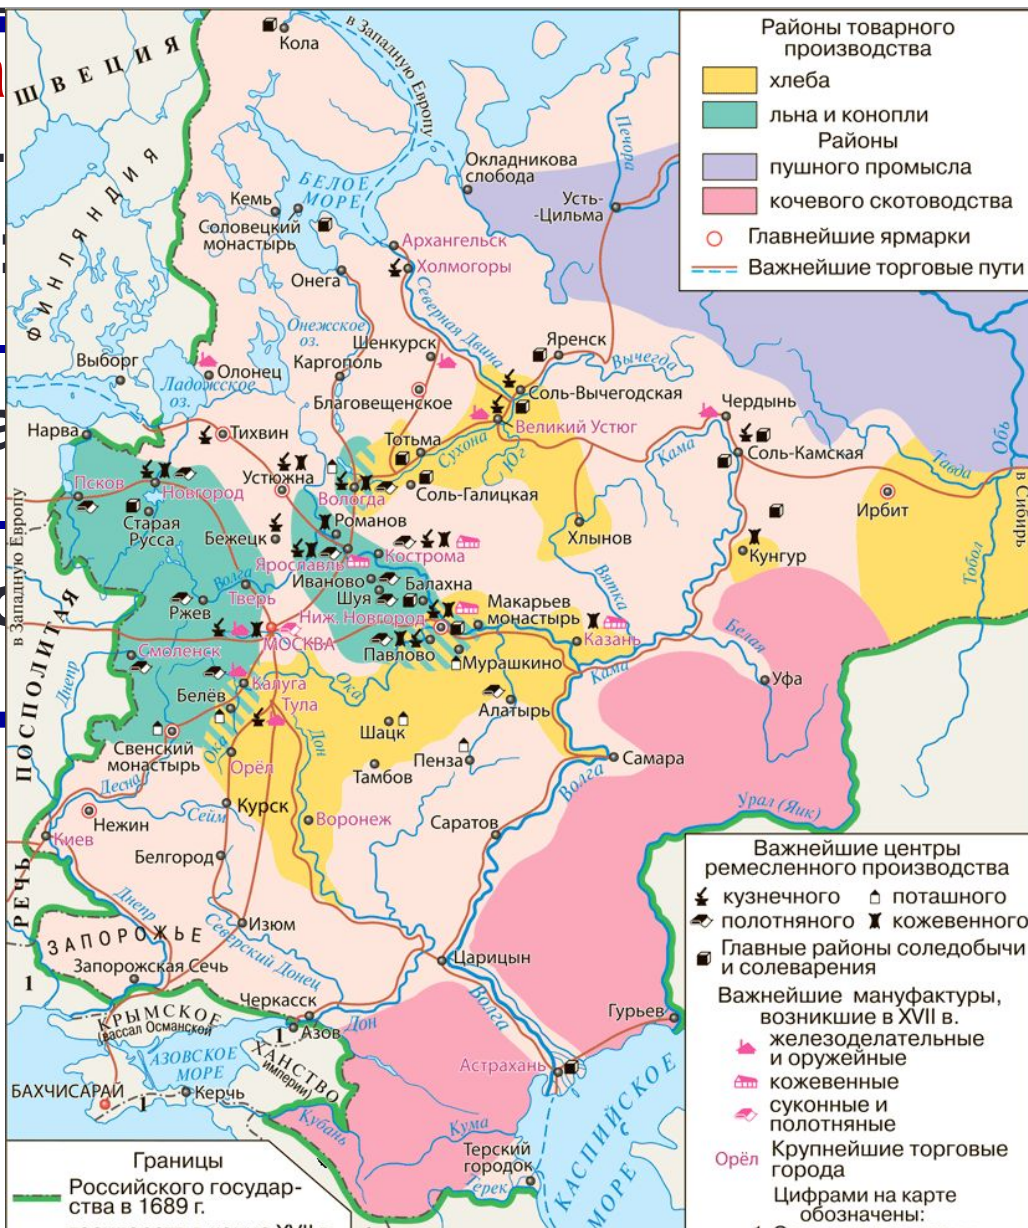 ШВЕЦИЯ
ФИНЛЯНДИЯ
Кола
в Западную Европу
Районы товарного
производства
хлеба
льна и конопли
Районы
пушного промысла
кочевого скотоводства
Главнейшие ярмарки
Важнейшие торговые пути
Печора
Окладникова
слобода
Усть-
-Цильма
БЕЛОЕ
МОРЕ
Кемь
Соловецкий
монастырь
Архангельск
Холмогоры
Онега
Северная Двина
Онежское
оз.
Шенкурск
Яренск
Вычегда
Выборг
Олонец
Каргополь
Ладожское
оз.
Благовещенское
Соль-Вычегодская
Великий Устюг
Чердынь
Обь
Нарва
Тихвин
Тотьма
Сухона
Юг
Кама
Соль-Камская
Тавда
в Сибирь
Псков
Новгород
Устюжна
Вологда
Соль-Галицкая
Ирбит
Старая
Русса
Бежецк
Романов
Хлынов
Кунгур
в Западную Европу
Ярославль
Кострома
Тобол
Волга
Тверь
Иваново
Балахна
Вятка
Ржев
Шуя
Макарьев
монастырь
Белая
МОСКВА
Ниж. Новгород
Казань
Смоленск
Павлово
Мурашкино
Кама
Уфа
Днепр
Калуга
Ока
Белёв
Тула
Алатырь
РЕЧЬ ПОСПОЛИТАЯ
Свенский
монастырь
Ока
Дон
Шацк
Пенза
Самара
Десна
Орёл
Тамбов
Волга
Нежин
Сейм
Курск
Воронеж
Саратов
Урал (Яик)
Киев
Белгород
Днепр
Изюм
ЗАПОРОЖЬЕ
Северский Донец
Запорожская Сечь
1
Царицын
Черкасск
Волга
КРЫМСКОЕ
(вассал Османской
Азов
Дон
1
Гурьев
АЗОВСКОЕ
МОРЕ
ХАНСТВО
империи)
Астрахань
БАХЧИСАРАЙ
Керчь
1
Кубань
Кума
Терский
городок
Терек
КАСПИЙСКОЕ
МОРЕ
Важнейшие центры
ремесленного производства
кузнечного
поташного
полотняного
кожевенного
Главные районы соледобычи
и солеварения
Важнейшие мануфактуры,
возникшие в XVII в.
железоделательные
и оружейные
кожевенные
суконные и
полотняные
Орёл Крупнейшие торговые
города
Цифрами на карте
обозначены:
Границы
Российского государ-
ства в 1689 г.